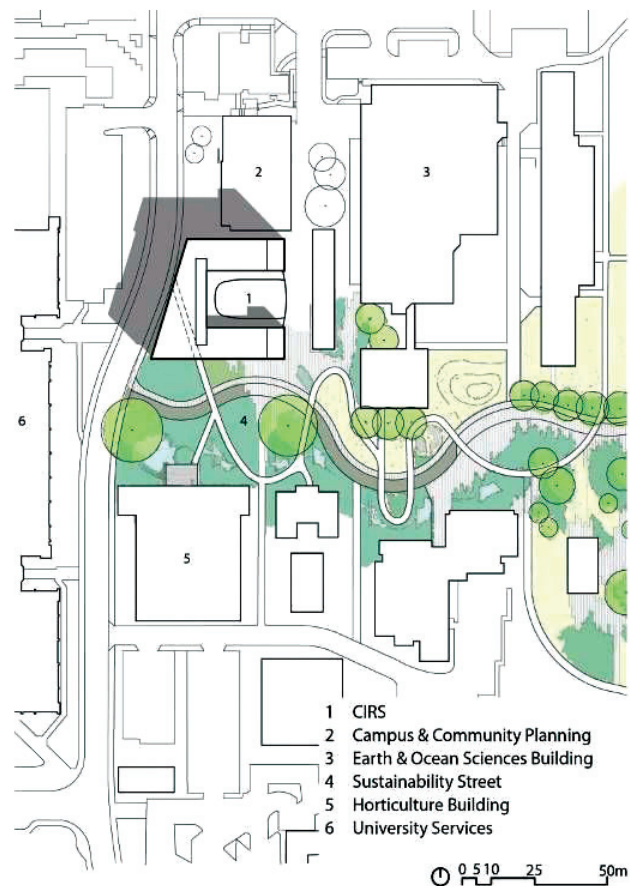 2
3
1
4
6
5
1 CIRS
2 Campus & Community Planning
3 Earth & Ocean Sciences Building
4 Sustainability Street
5 Horticulture Building
6 University Services
0 5 10 25 50m